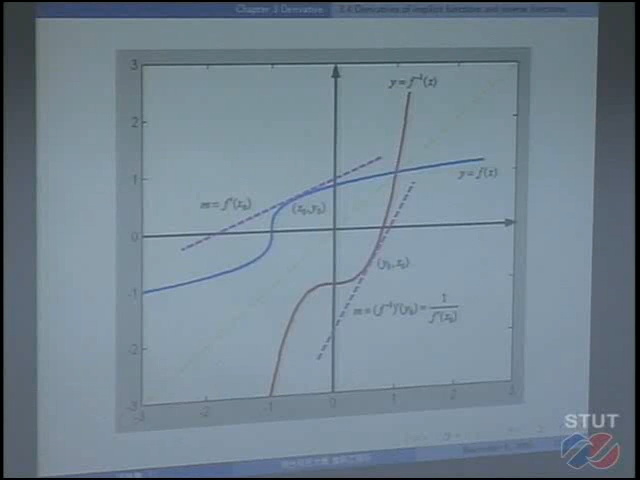 Chapter 3 Derivative 3.4 Derivatives of implicit functions and inverse functions
3
y = f⁻¹(x)
2
1
y = f(x)
m = f'(x₀)
(x₀, y₀)
0
(y₀, x₀)
-1
m = (f⁻¹)'(y₀) = 1/f'(x₀)
-2
-3
-3 -2 -1 0 1 2 3
STUT